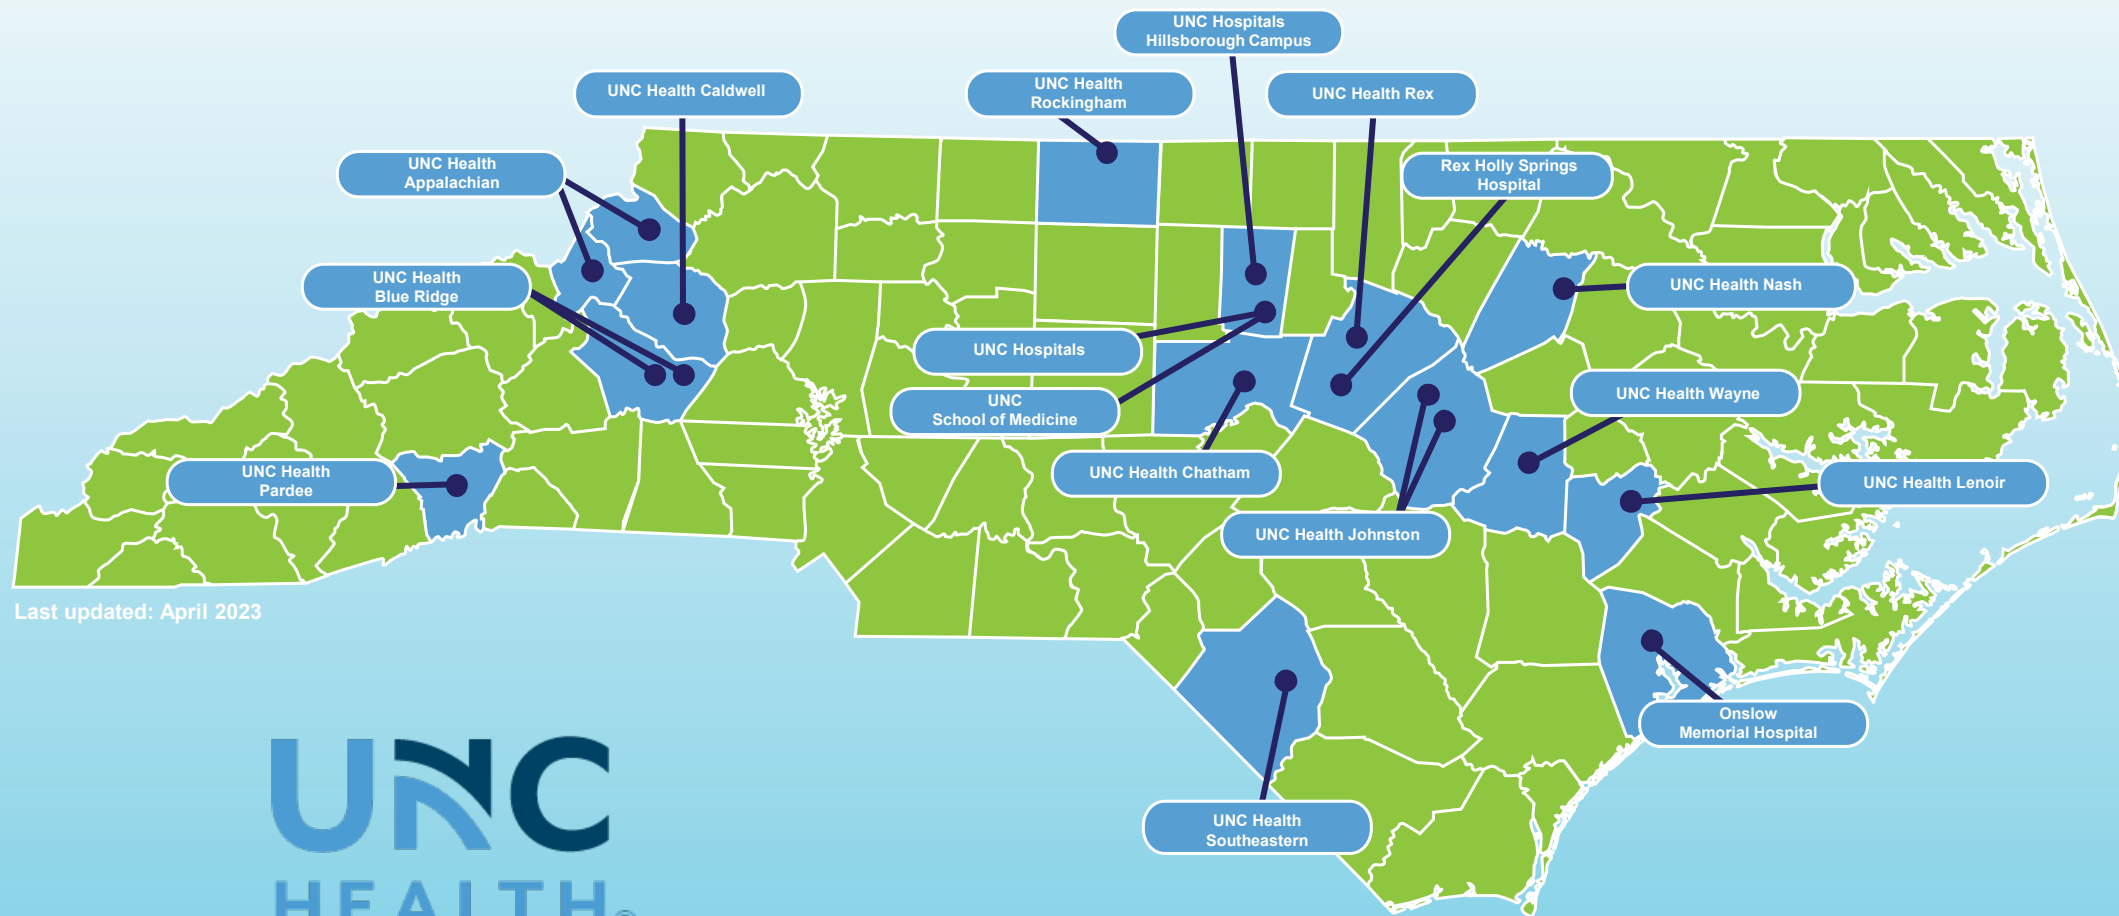 UNC Hospitals
Hillsborough Campus
UNC Health Caldwell
UNC Health
Rockingham
UNC Health Rex
UNC Health
Appalachian
Rex Holly Springs
Hospital
UNC Health
Blue Ridge
UNC Health Nash
UNC Hospitals
UNC
School of Medicine
UNC Health Wayne
UNC Health
Pardee
UNC Health Chatham
UNC Health Lenoir
UNC Health Johnston
Last updated: April 2023
Onslow
Memorial Hospital
UNC Health
Southeastern
UNC
HEALTH®